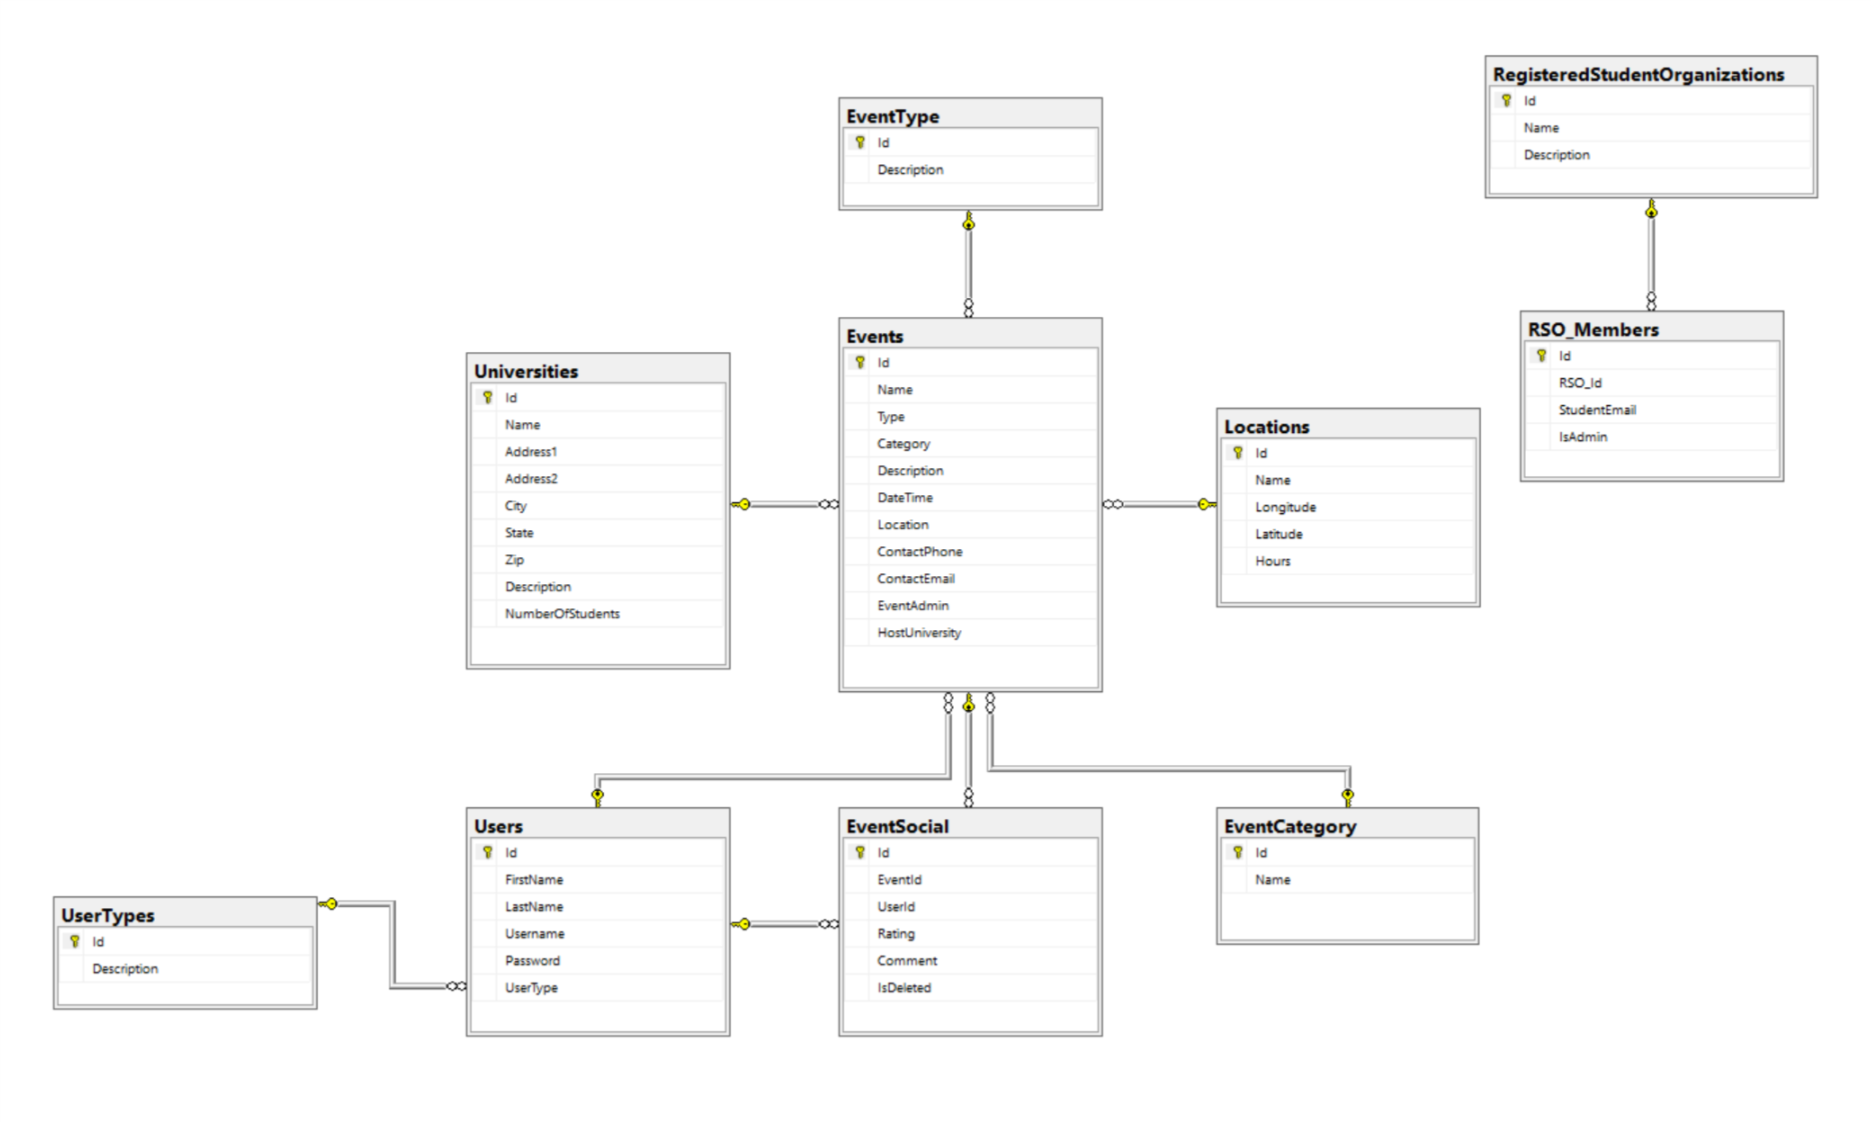 RegisteredStudentOrganizations
Id
Name
Description
EventType
Id
Description
RSO_Members
Id
RSO_Id
StudentEmail
IsAdmin
Events
Id
Name
Type
Category
Description
DateTime
Location
ContactPhone
ContactEmail
EventAdmin
HostUniversity
Universities
Id
Name
Address1
Address2
City
State
Zip
Description
NumberOfStudents
Locations
Id
Name
Longitude
Latitude
Hours
Users
Id
FirstName
LastName
Username
Password
UserType
EventSocial
Id
EventId
UserId
Rating
Comment
IsDeleted
EventCategory
Id
Name
UserTypes
Id
Description